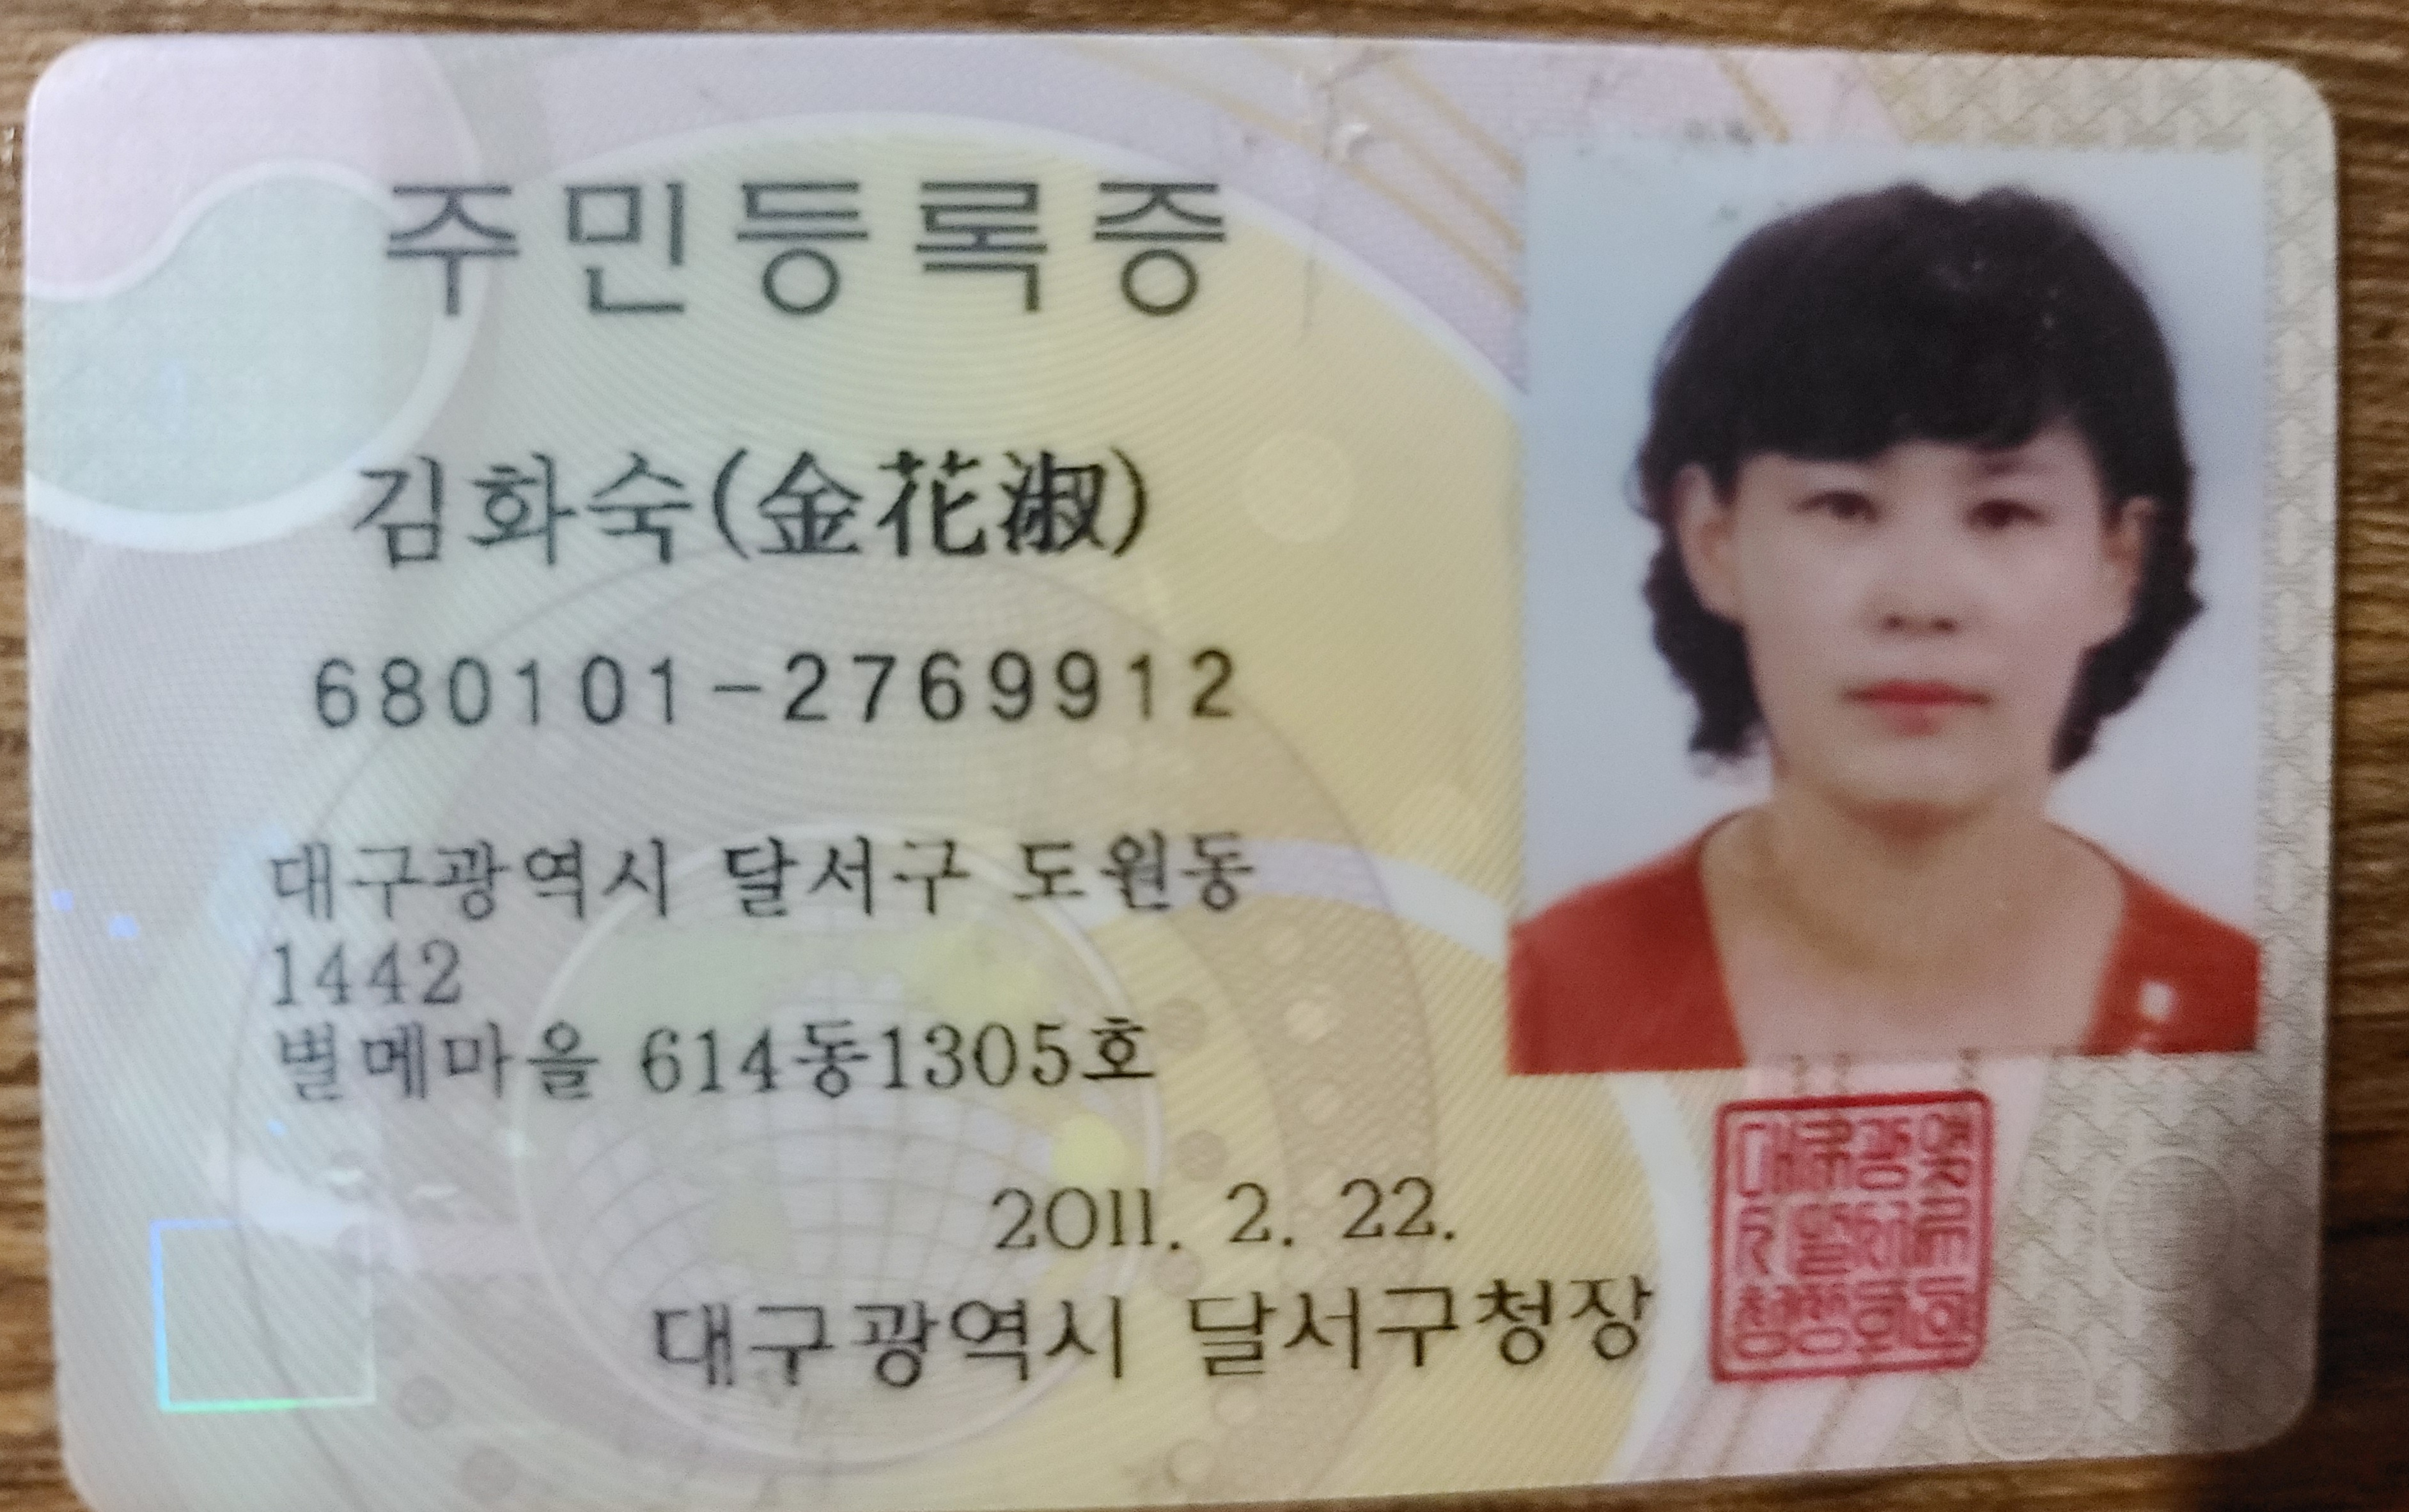 주민등록증
김화숙(金花淑)
680101-2769912
대구광역시 달서구 도원동
1442
별메마을 614동1305호
2011. 2. 22.
대구광역시 달서구청장